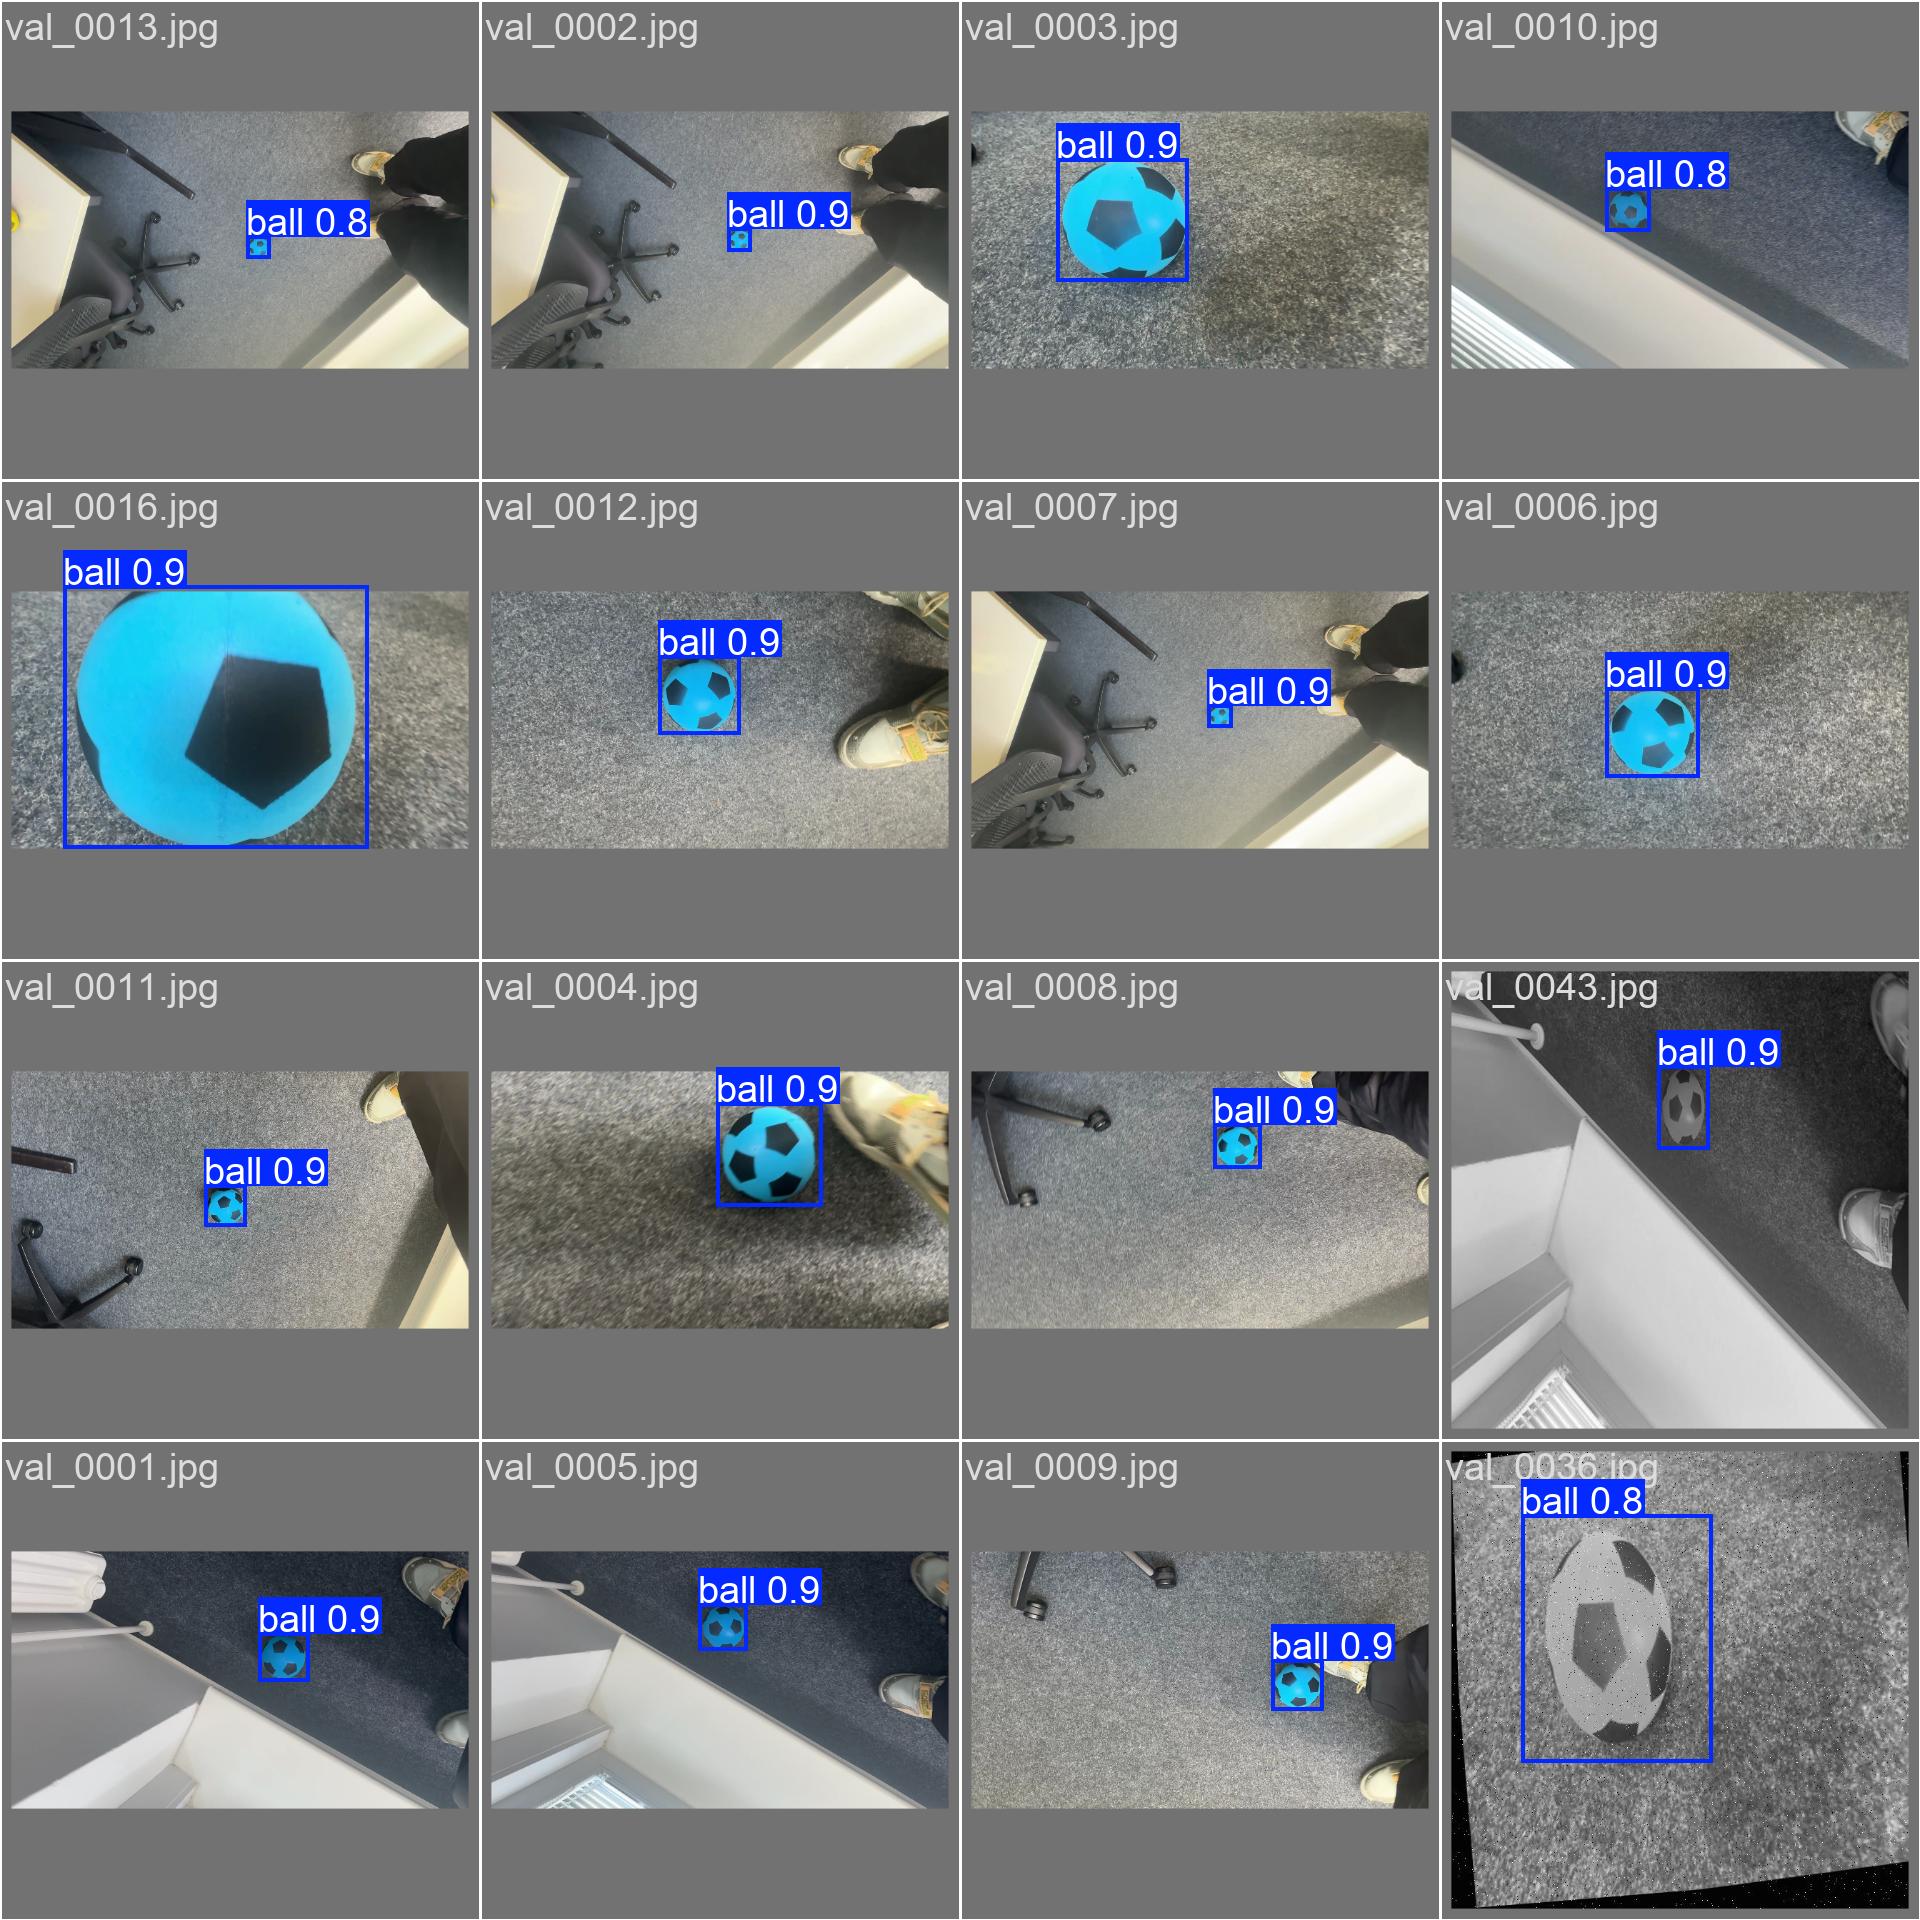 val_0013.jpg
ball 0.8
val_0002.jpg
ball 0.9
val_0003.jpg
ball 0.9
val_0010.jpg
ball 0.8
val_0016.jpg
ball 0.9
val_0012.jpg
ball 0.9
val_0007.jpg
ball 0.9
val_0006.jpg
ball 0.9
val_0011.jpg
ball 0.9
val_0004.jpg
ball 0.9
val_0008.jpg
ball 0.9
val_0043.jpg
ball 0.9
val_0001.jpg
ball 0.9
val_0005.jpg
ball 0.9
val_0009.jpg
ball 0.9
val_0036.jpg
ball 0.8